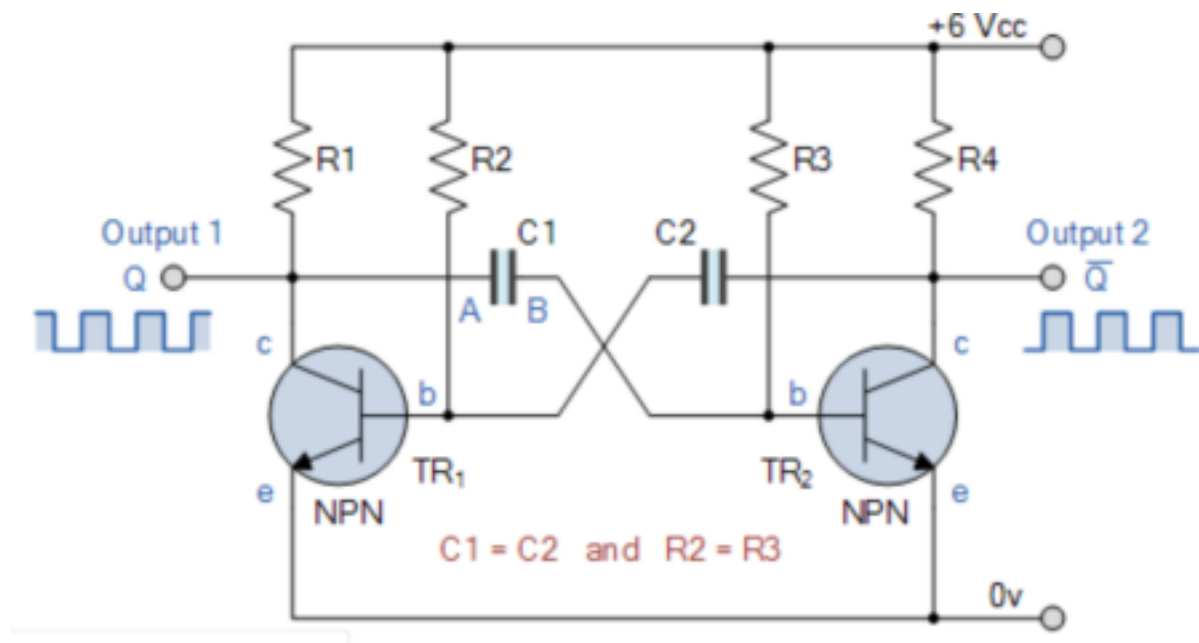 +6 Vcc
R1
R2
R3
R4
Output 1
C1
C2
Output 2
Q
A
B
Q̅
c
c
b
b
TR₁
TR₂
e
e
NPN
NPN
C1 = C2 and R2 = R3
0v